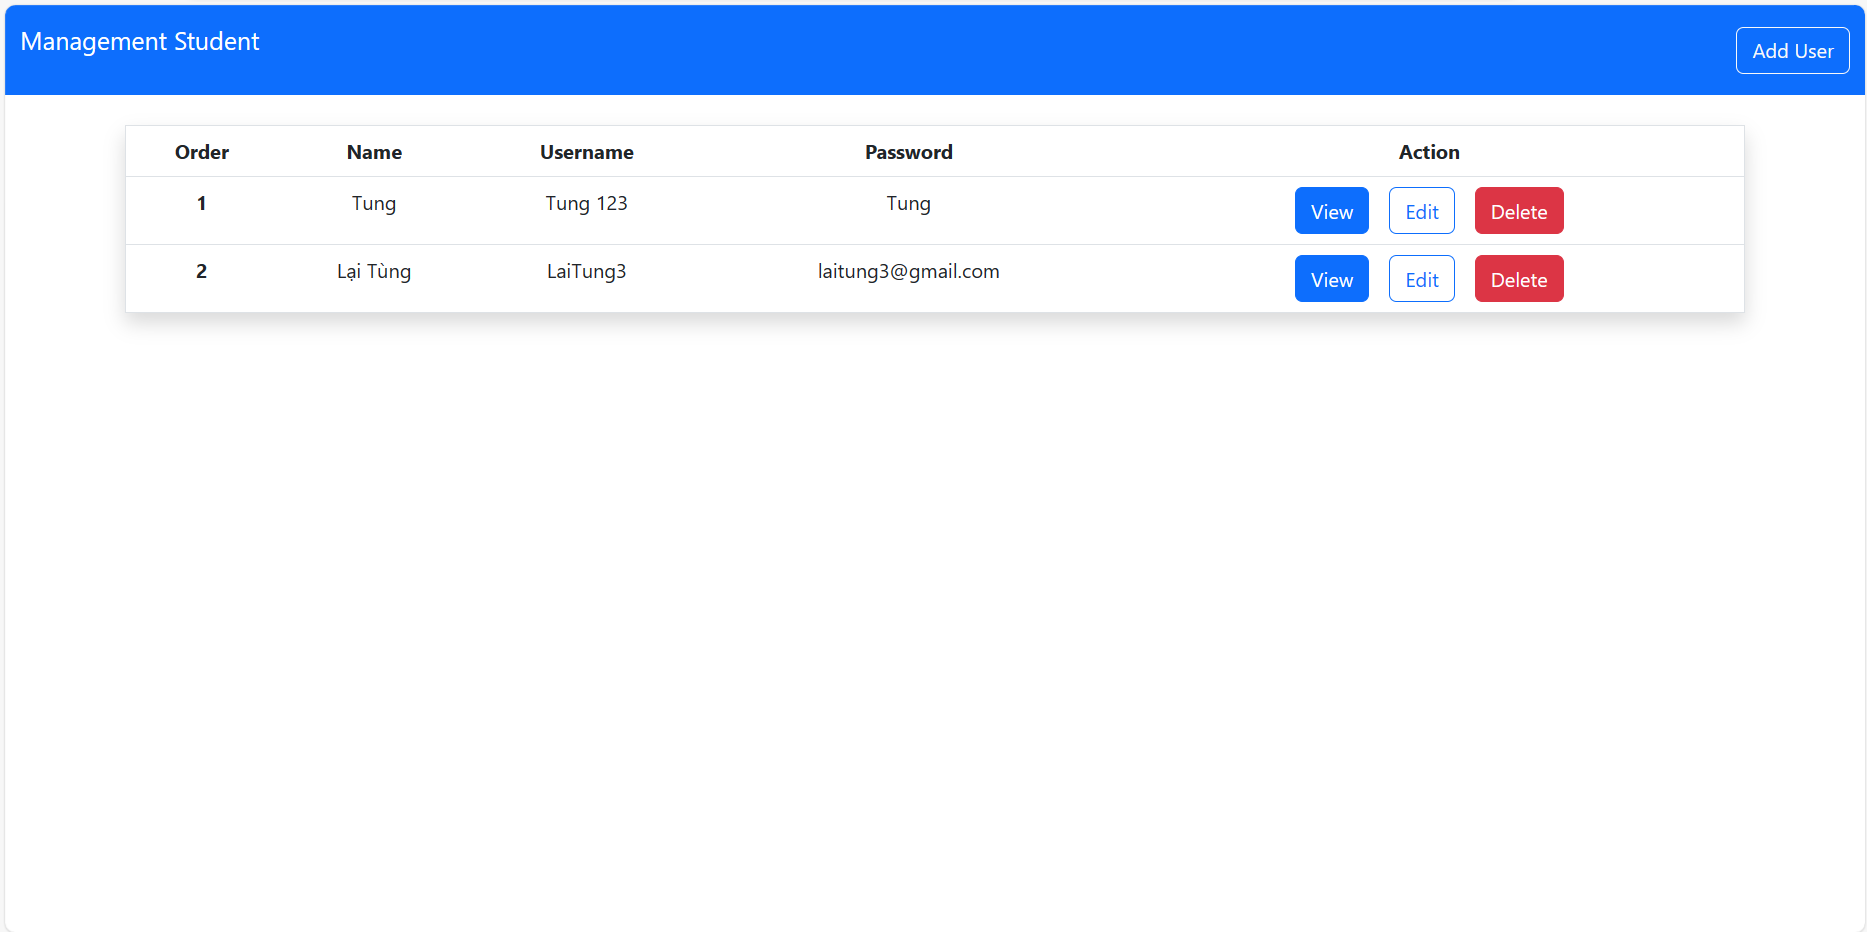 Management Student
Add User
Order Name Username Password Action
1 Tung Tung 123 Tung View Edit Delete
2 Lại Tùng LaiTung3 laitung3@gmail.com View Edit Delete